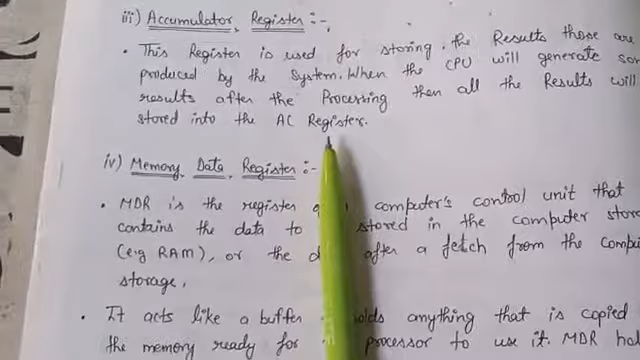 iii) Accumulator Register :-
• This Register is used for storing the Results those are
produced by the System. When the CPU will generate
results after the Processing then all the Results will
stored into the AC Register.
iv) Memory Data Register :-
• MDR is the register computer's control unit that
contains the data to stored in the computer
(e.g RAM), or the after a fetch from the
storage.
• It acts like a buffer anything that is copied
the memory ready for processor to use it. MDR